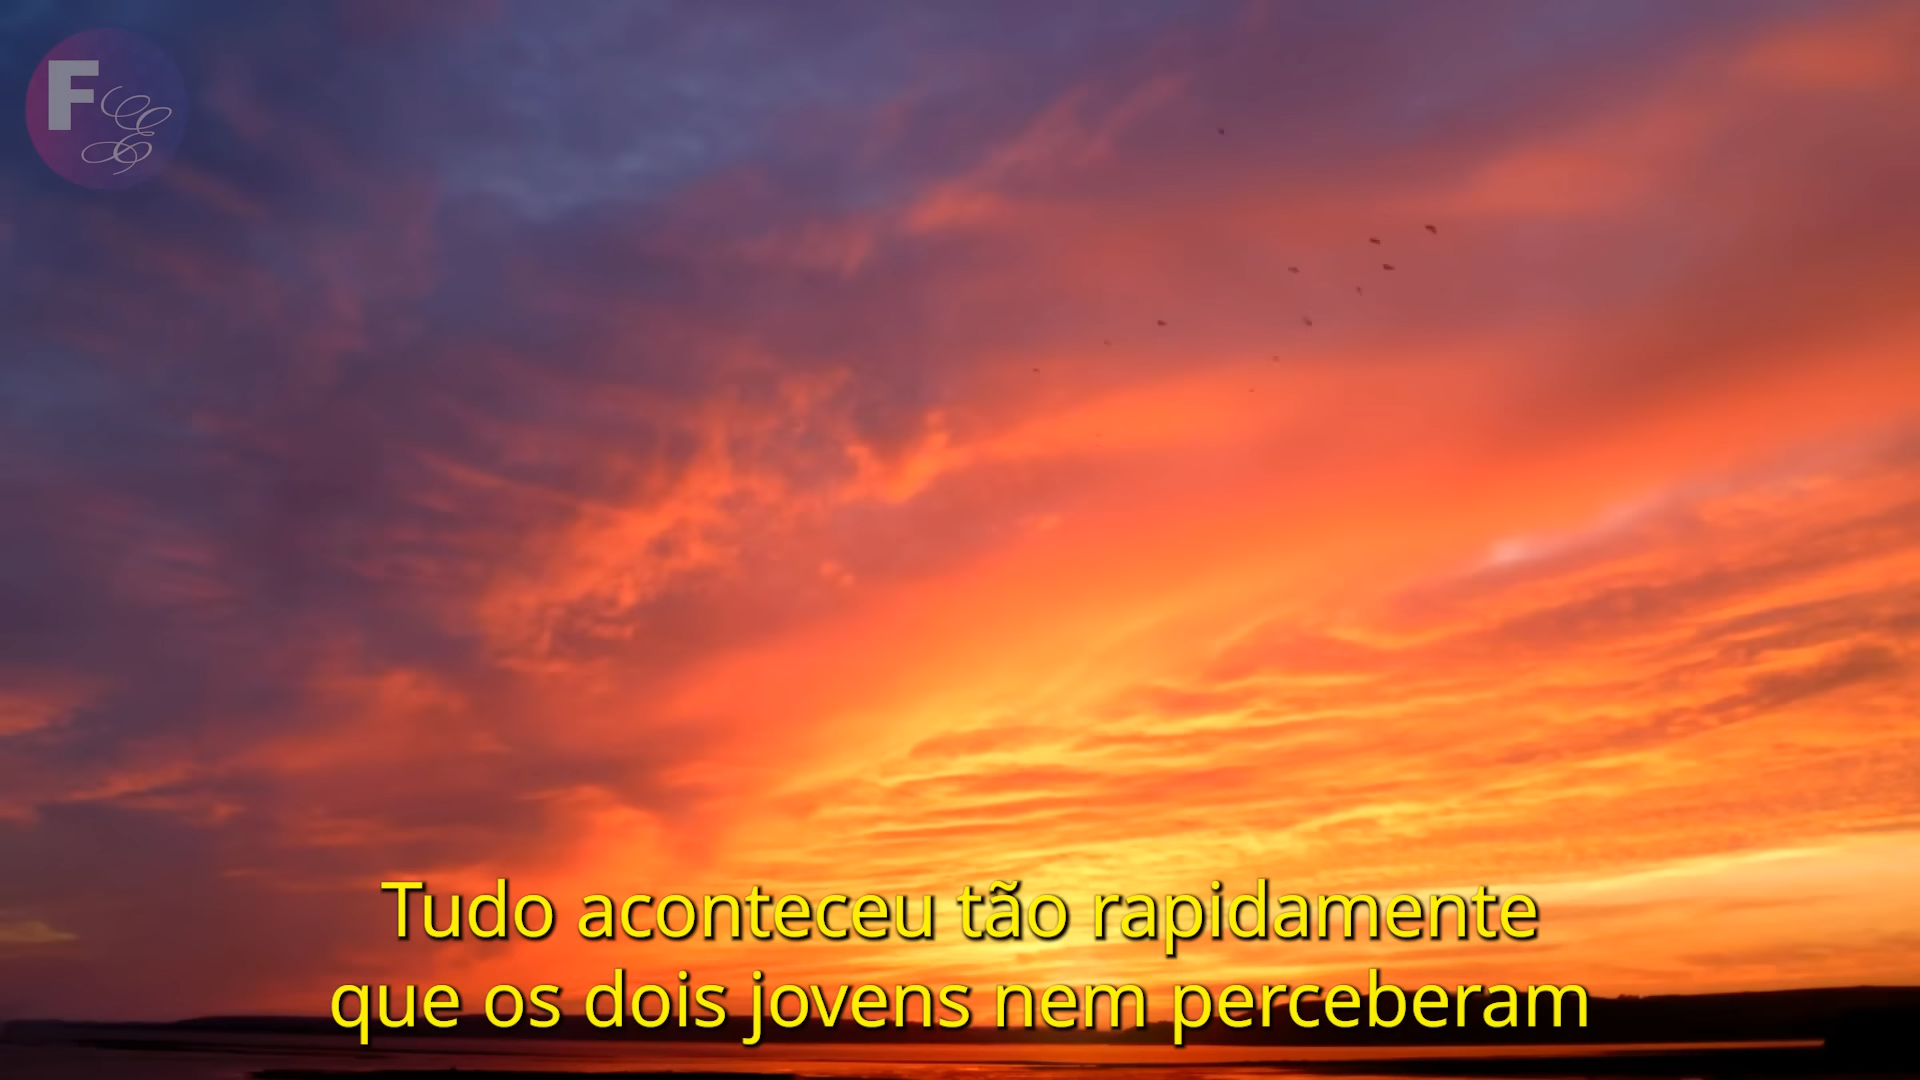 F
Tudo aconteceu tão rapidamente
que os dois jovens nem perceberam